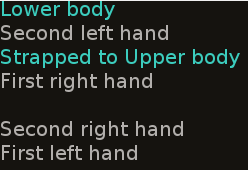 Lower body
Second left hand
Strapped to Upper body
First right hand
Second right hand
First left hand